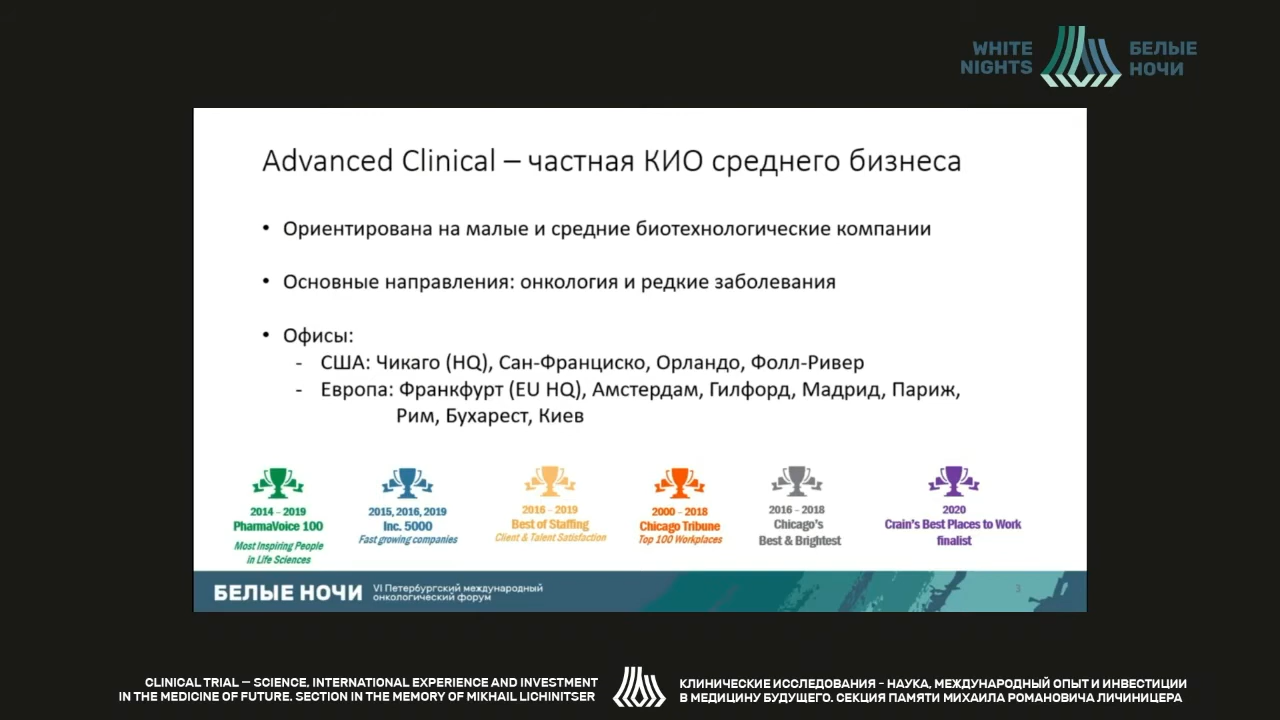 WHITE
NIGHTS
БЕЛЫЕ
НОЧИ
Advanced Clinical – частная КИО среднего бизнеса
• Ориентирована на малые и средние биотехнологические компании
• Основные направления: онкология и редкие заболевания
• Офисы:
- США: Чикаго (HQ), Сан-Франциско, Орландо, Фолл-Ривер
- Европа: Франкфурт (EU HQ), Амстердам, Гилфорд, Мадрид, Париж,
Рим, Бухарест, Киев
2014 – 2019
PharmaVoice 100
Most Inspiring People
in Life Sciences
2015, 2016, 2019
Inc. 5000
Fast growing companies
2016 – 2019
Best of Staffing
Client & Talent Satisfaction
2000 – 2018
Chicago Tribune
Top 100 Workplaces
2016 – 2018
Chicago's
Best & Brightest
2020
Crain's Best Places to Work
finalist
БЕЛЫЕ НОЧИ
VI Петербургский международный
онкологический форум
3
CLINICAL TRIAL – SCIENCE, INTERNATIONAL EXPERIENCE AND INVESTMENT
IN THE MEDICINE OF FUTURE. SECTION IN THE MEMORY OF MIKHAIL LICHINITSER
КЛИНИЧЕСКИЕ ИССЛЕДОВАНИЯ - НАУКА, МЕЖДУНАРОДНЫЙ ОПЫТ И ИНВЕСТИЦИИ
В МЕДИЦИНУ БУДУЩЕГО. СЕКЦИЯ ПАМЯТИ МИХАИЛА РОМАНОВИЧА ЛИЧИНИЦЕРА